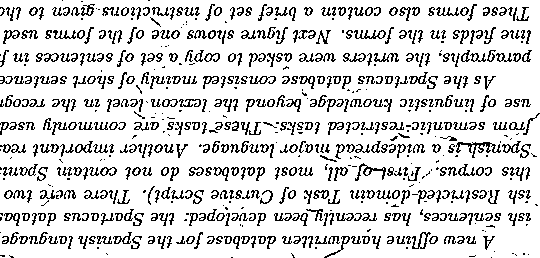 A new offline handwritten database for the Spanish language
ish sentences, has recently been developed: the Spartacus databas
ish Restricted-domain Task of Cursive Script). There were two
this corpus. First of all, most databases do not contain Spani
Spanish is a widespread major language. Another important rea
from semantic-restricted tasks. These tasks are commonly used
use of linguistic knowledge beyond the lexicon level in the recogn
As the Spartacus database consisted mainly of short sentence
paragraphs, the writers were asked to copy a set of sentences in f
line fields in the forms. Next figure shows one of the forms used
These forms also contain a brief set of instructions given to the